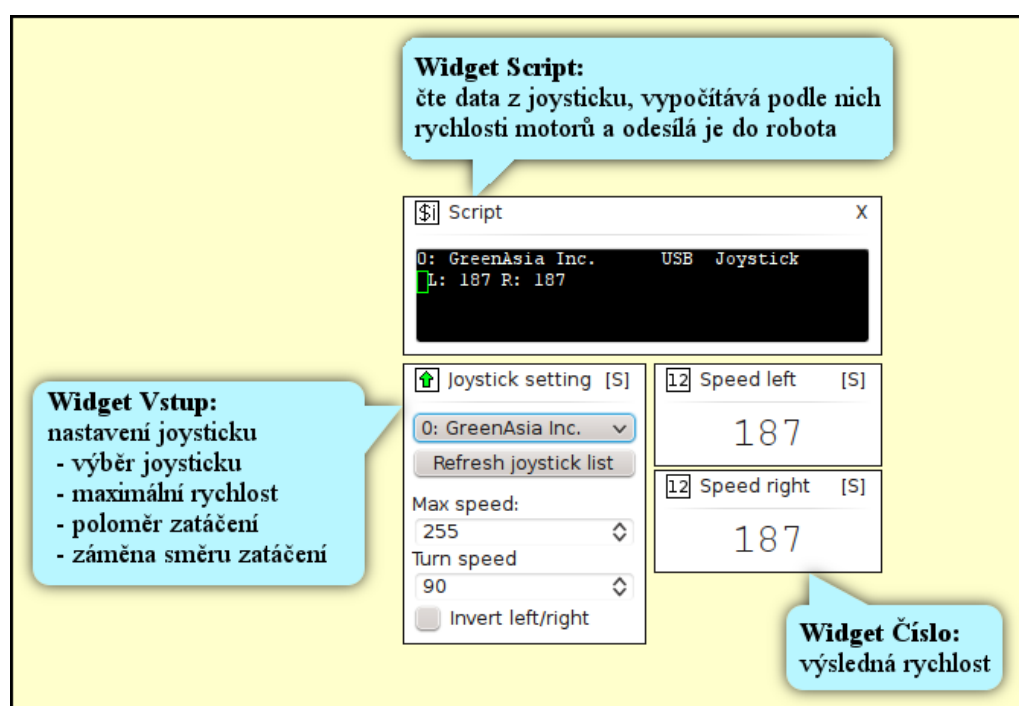 Widget Script:
čte data z joysticku, vypočítává podle nich
rychlosti motorů a odesílá je do robota
$i Script X
0: GreenAsia Inc. USB Joystick
L: 187 R: 187
Widget Vstup:
nastavení joysticku
- výběr joysticku
- maximální rychlost
- poloměr zatáčení
- záměna směru zatáčení
Joystick setting [S]
0: GreenAsia Inc.
Refresh joystick list
Max speed:
255
Turn speed
90
Invert left/right
12 Speed left [S]
187
12 Speed right [S]
187
Widget Číslo:
výsledná rychlost